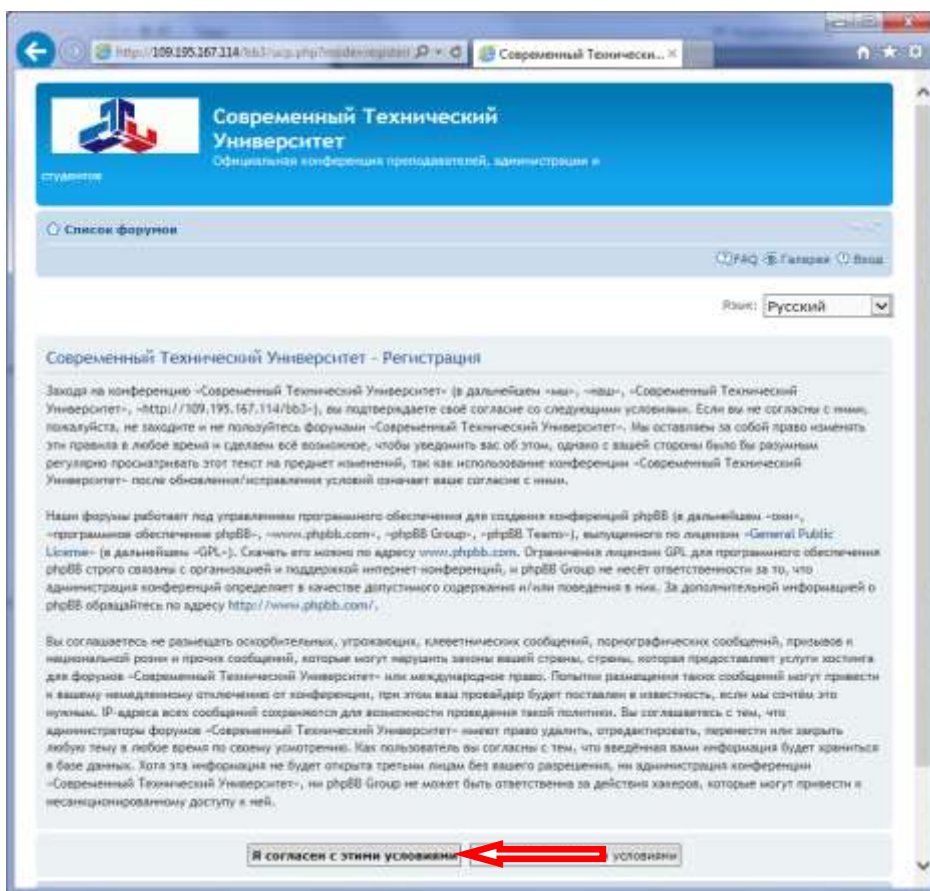 http://109.195.167.114/bb3/ucp.php?mode=register
Современный Технически...
Современный Технический
Университет
Официальная конференция преподавателей, администрации и
студентов
Список форумов
FAQ Галерея Вход
Язык: Русский
Современный Технический Университет - Регистрация
Заходя на конференцию «Современный Технический Университет» (в дальнейшем «мы», «наш», «Современный Технический
Университет», «http://109.195.167.114/bb3»), вы подтверждаете своё согласие со следующими условиями. Если вы не согласны с ними,
пожалуйста, не заходите и не пользуйтесь форумами «Современный Технический Университет». Мы оставляем за собой право изменять
эти правила в любое время и сделаем всё возможное, чтобы уведомить вас об этом, однако с вашей стороны было бы разумным
регулярно просматривать этот текст на предмет изменений, так как использование конференции «Современный Технический
Университет» после обновления/исправления условий означает ваше согласие с ними.
Наши форумы работают под управлением программного обеспечения для создания конференций phpBB (в дальнейшем «они»,
«программное обеспечение phpBB», «www.phpbb.com», «phpBB Group», «phpBB Teams»), выпущенного по лицензии «General Public
License» (в дальнейшем «GPL»). Скачать его можно по адресу www.phpbb.com. Ограничения лицензии GPL для программного обеспечения
phpBB строго связаны с организацией и поддержкой интернет-конференций, и phpBB Group не несёт ответственности за то, что
администрация конференций определяет в качестве допустимого содержания и/или поведения в них. За дополнительной информацией о
phpBB обращайтесь по адресу http://www.phpbb.com/.
Вы соглашаетесь не размещать оскорбительных, угрожающих, клеветнических сообщений, порнографических сообщений, призывов к
национальной розни и прочих сообщений, которые могут нарушить законы вашей страны, страны, которая предоставляет услуги хостинга
для форумов «Современный Технический Университет» или международное право. Попытки размещения таких сообщений могут привести
к вашему немедленному отключению от конференции, при этом ваш провайдер будет поставлен в известность, если мы сочтём это
нужным. IP-адреса всех сообщений сохраняются для возможности проведения такой политики. Вы соглашаетесь с тем, что
администраторы форумов «Современный Технический Университет» имеют право удалить, отредактировать, перенести или закрыть
любую тему в любое время по своему усмотрению. Как пользователь вы согласны с тем, что введённая вами информация будет храниться
в базе данных. Хотя эта информация не будет открыта третьим лицам без вашего разрешения, ни администрация конференции
«Современный Технический Университет», ни phpBB Group не может быть ответственна за действия хакеров, которые могут привести к
несанкционированному доступу к ней.
Я согласен с этими условиями условиями